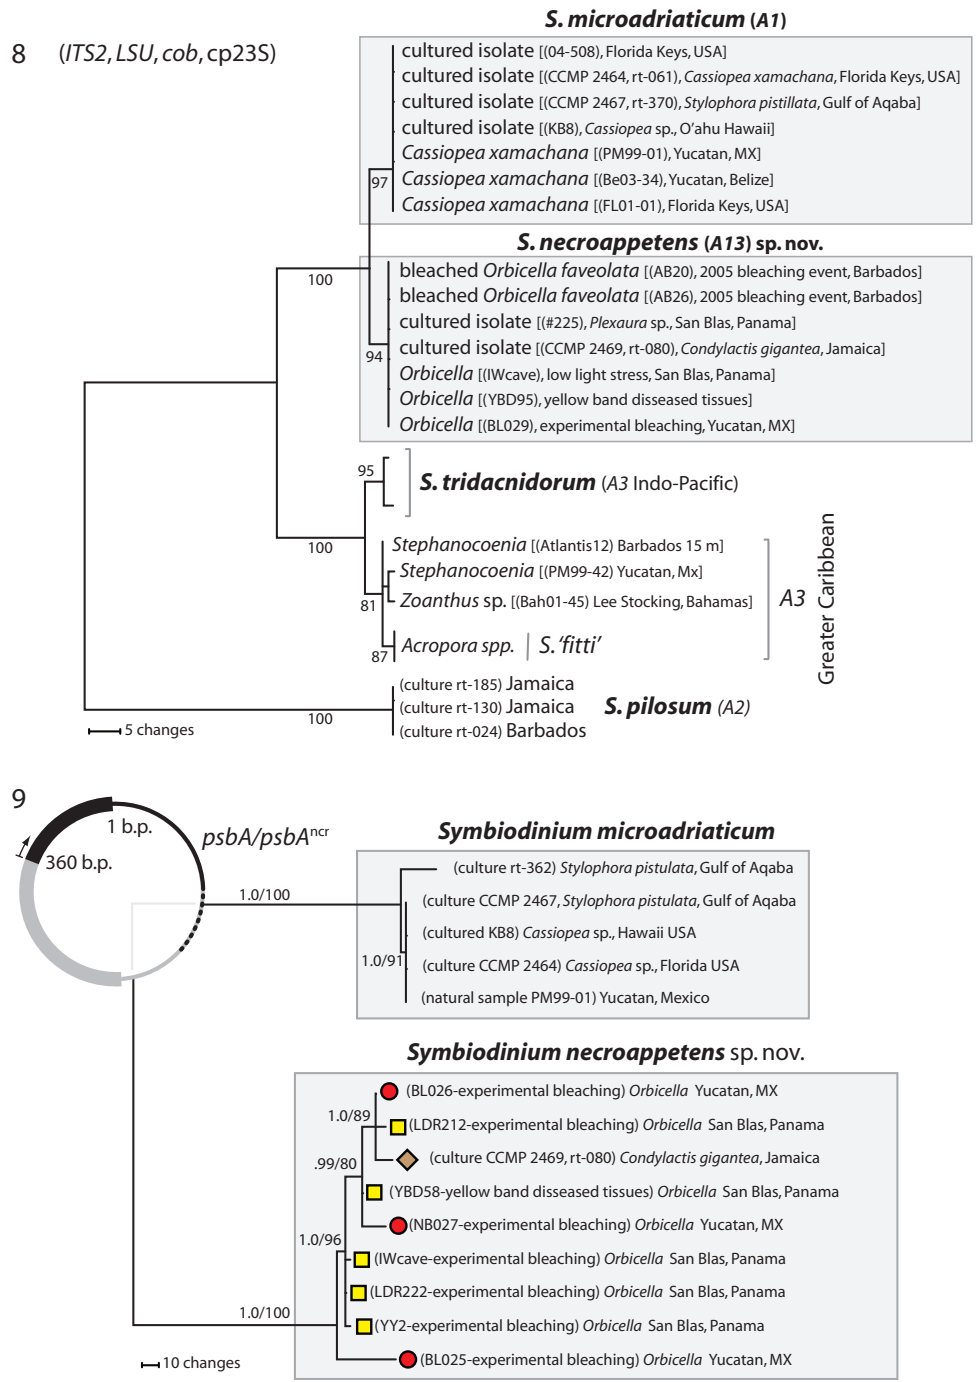 8 (ITS2, LSU, cob, cp23S)
S. microadriaticum (A1)
cultured isolate [(04-508), Florida Keys, USA]
cultured isolate [(CCMP 2464, rt-061), Cassiopea xamachana, Florida Keys, USA]
cultured isolate [(CCMP 2467, rt-370), Stylophora pistillata, Gulf of Aqaba]
cultured isolate [(KB8), Cassiopea sp., O'ahu Hawaii]
Cassiopea xamachana [(PM99-01), Yucatan, MX]
Cassiopea xamachana [(Be03-34), Yucatan, Belize]
Cassiopea xamachana [(FL01-01), Florida Keys, USA]
97
S. necroappetens (A13) sp. nov.
bleached Orbicella faveolata [(AB20), 2005 bleaching event, Barbados]
bleached Orbicella faveolata [(AB26), 2005 bleaching event, Barbados]
cultured isolate [(#225), Plexaura sp., San Blas, Panama]
cultured isolate [(CCMP 2469, rt-080), Condylactis gigantea, Jamaica]
Orbicella [(IWcave), low light stress, San Blas, Panama]
Orbicella [(YBD95), yellow band disseased tissues]
Orbicella [(BL029), experimental bleaching, Yucatan, MX]
100
94
95
S. tridacnidorum (A3 Indo-Pacific)
100
Stephanocoenia [(Atlantis12) Barbados 15 m]
Stephanocoenia [(PM99-42) Yucatan, Mx]
Zoanthus sp. [(Bah01-45) Lee Stocking, Bahamas]
81
Acropora spp. S. 'fitti'
87
A3
Greater Caribbean
(culture rt-185) Jamaica
(culture rt-130) Jamaica
(culture rt-024) Barbados
S. pilosum (A2)
100
5 changes
9
1 b.p.
360 b.p.
psbA/psbAncr
Symbiodinium microadriaticum
(culture rt-362) Stylophora pistulata, Gulf of Aqaba
(culture CCMP 2467, Stylophora pistulata, Gulf of Aqaba
(cultured KB8) Cassiopea sp., Hawaii USA
(culture CCMP 2464) Cassiopea sp., Florida USA
(natural sample PM99-01) Yucatan, Mexico
1.0/100
1.0/91
Symbiodinium necroappetens sp. nov.
(BL026-experimental bleaching) Orbicella Yucatan, MX
(LDR212-experimental bleaching) Orbicella San Blas, Panama
(culture CCMP 2469, rt-080) Condylactis gigantea, Jamaica
(YBD58-yellow band disseased tissues) Orbicella San Blas, Panama
(NB027-experimental bleaching) Orbicella Yucatan, MX
(IWcave-experimental bleaching) Orbicella San Blas, Panama
(LDR222-experimental bleaching) Orbicella San Blas, Panama
(YY2-experimental bleaching) Orbicella San Blas, Panama
(BL025-experimental bleaching) Orbicella Yucatan, MX
1.0/89
.99/80
1.0/96
1.0/100
10 changes